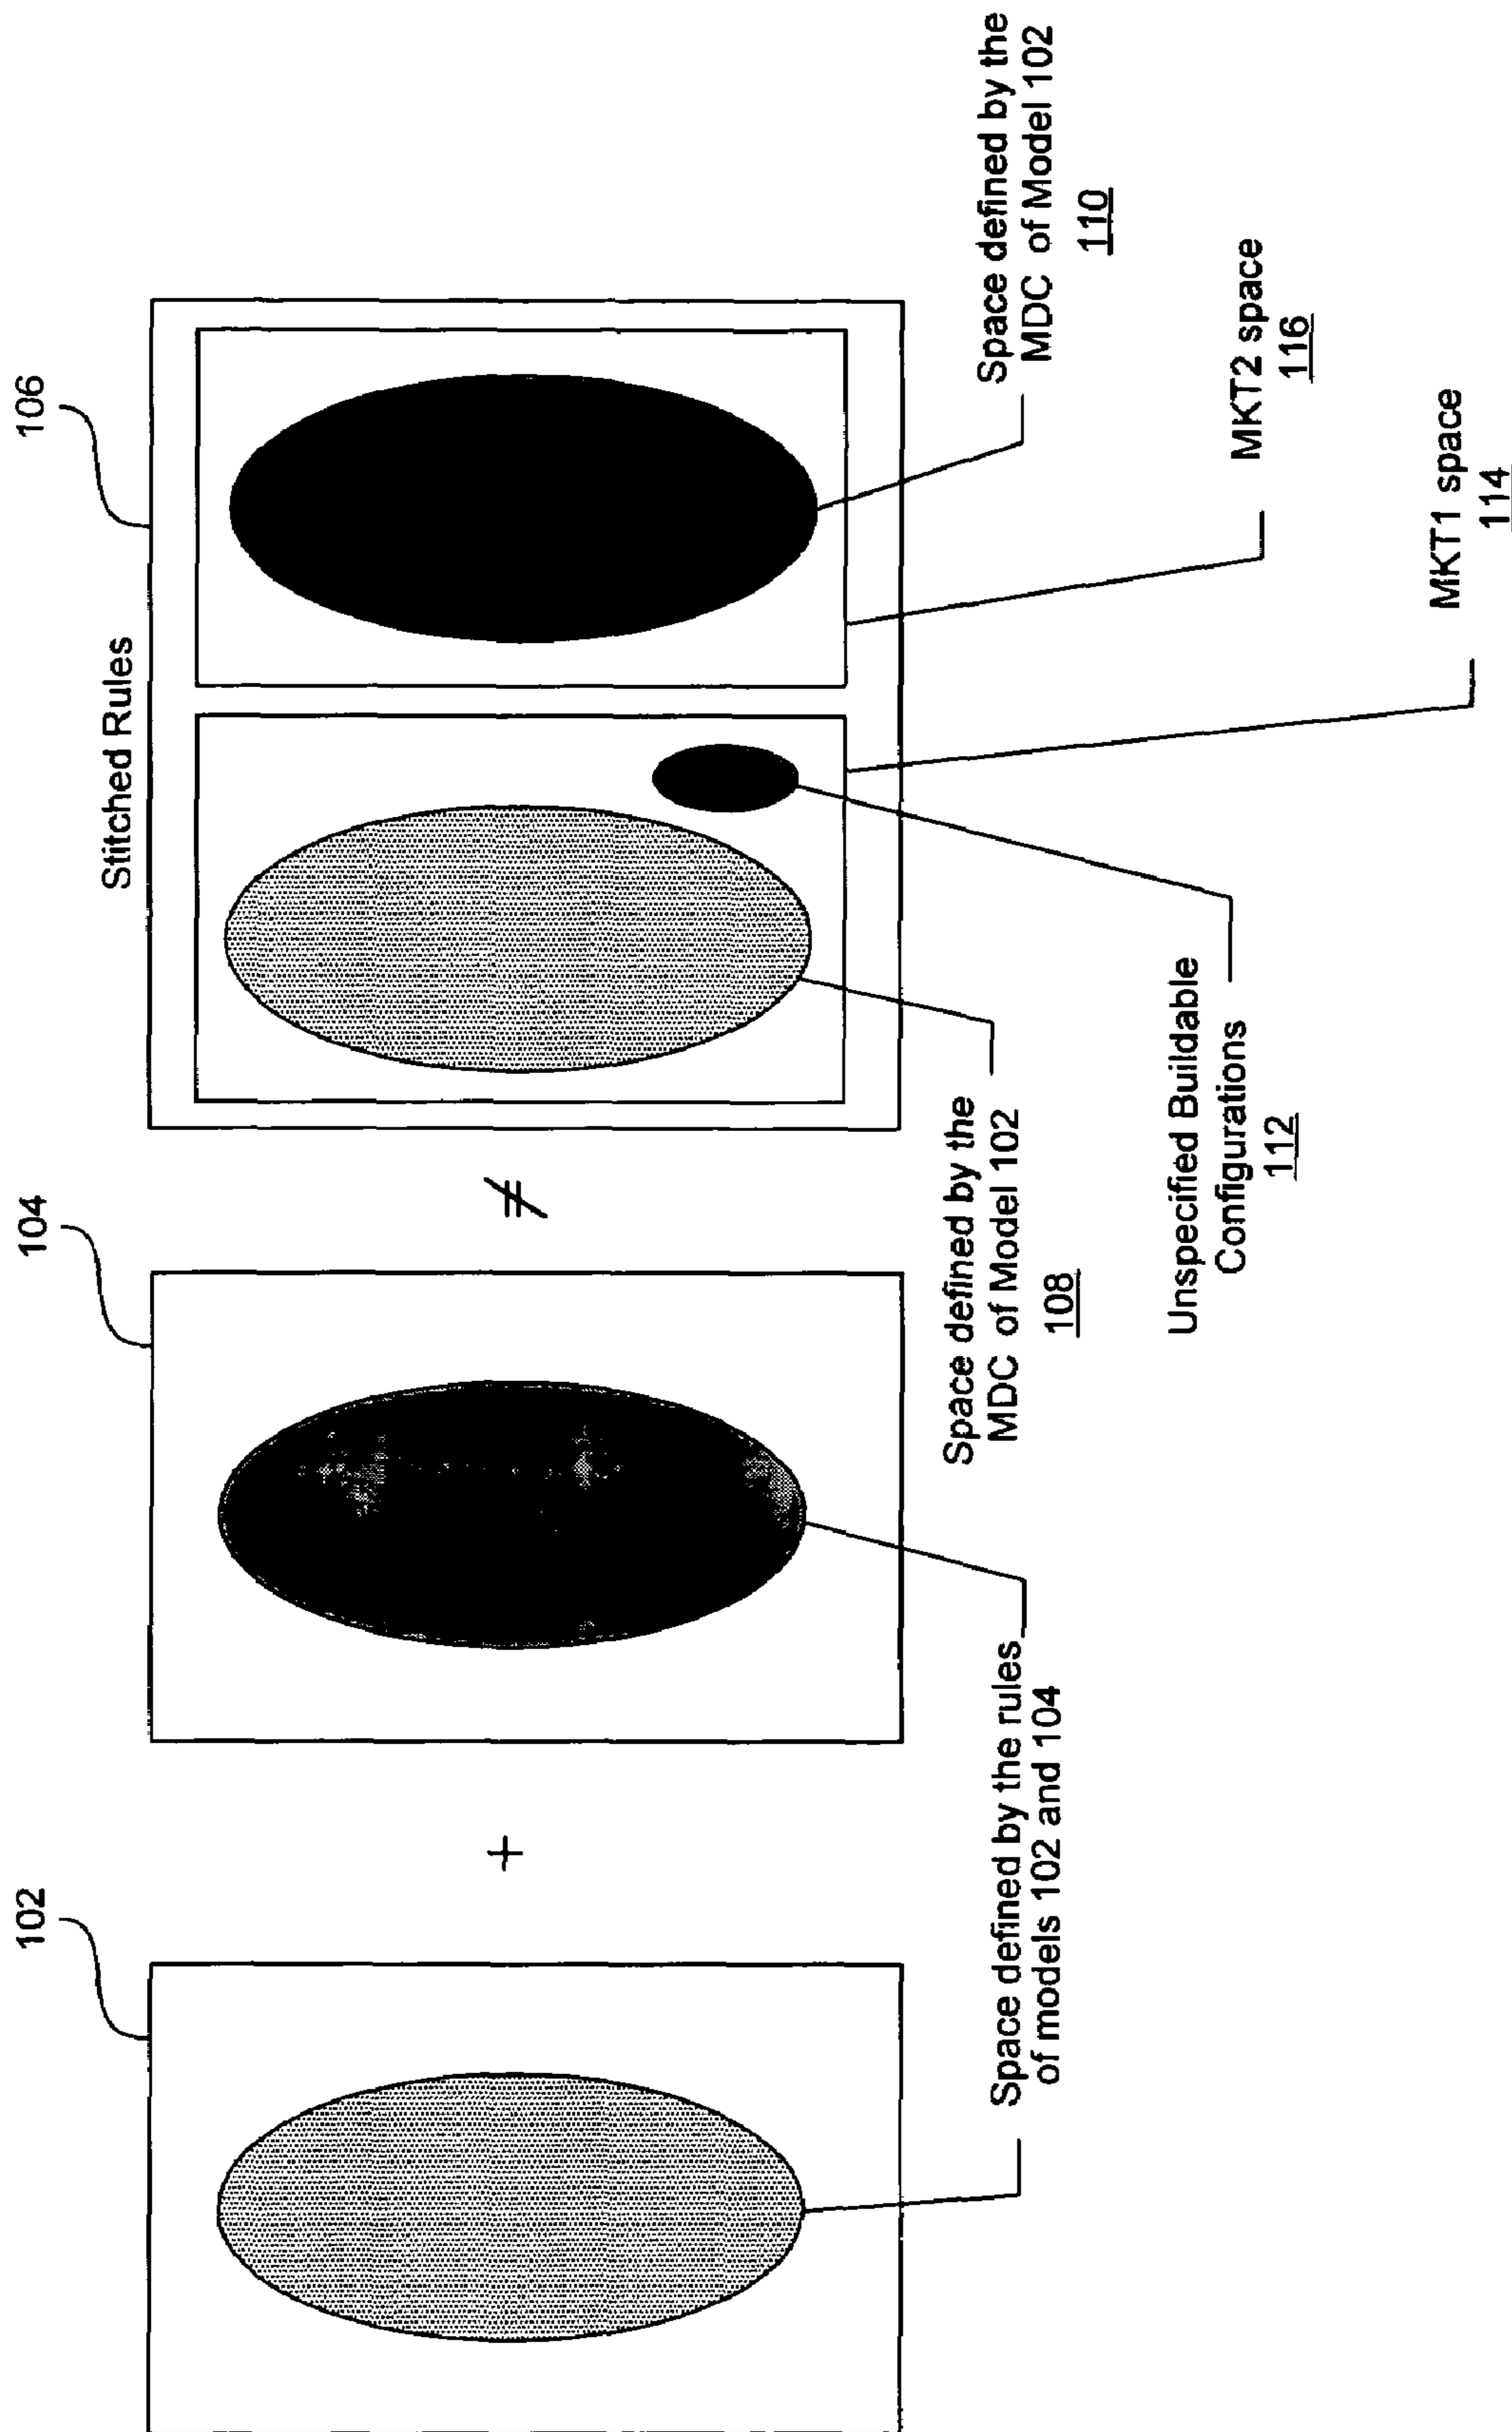 102
104
106
Stitched Rules
+
≠
Space defined by the rules
of models 102 and 104
Space defined by the
MDC of Model 102
108
Unspecified Buildable
Configurations
112
Space defined by the
MDC of Model 102
110
MKT2 space
116
MKT1 space
114